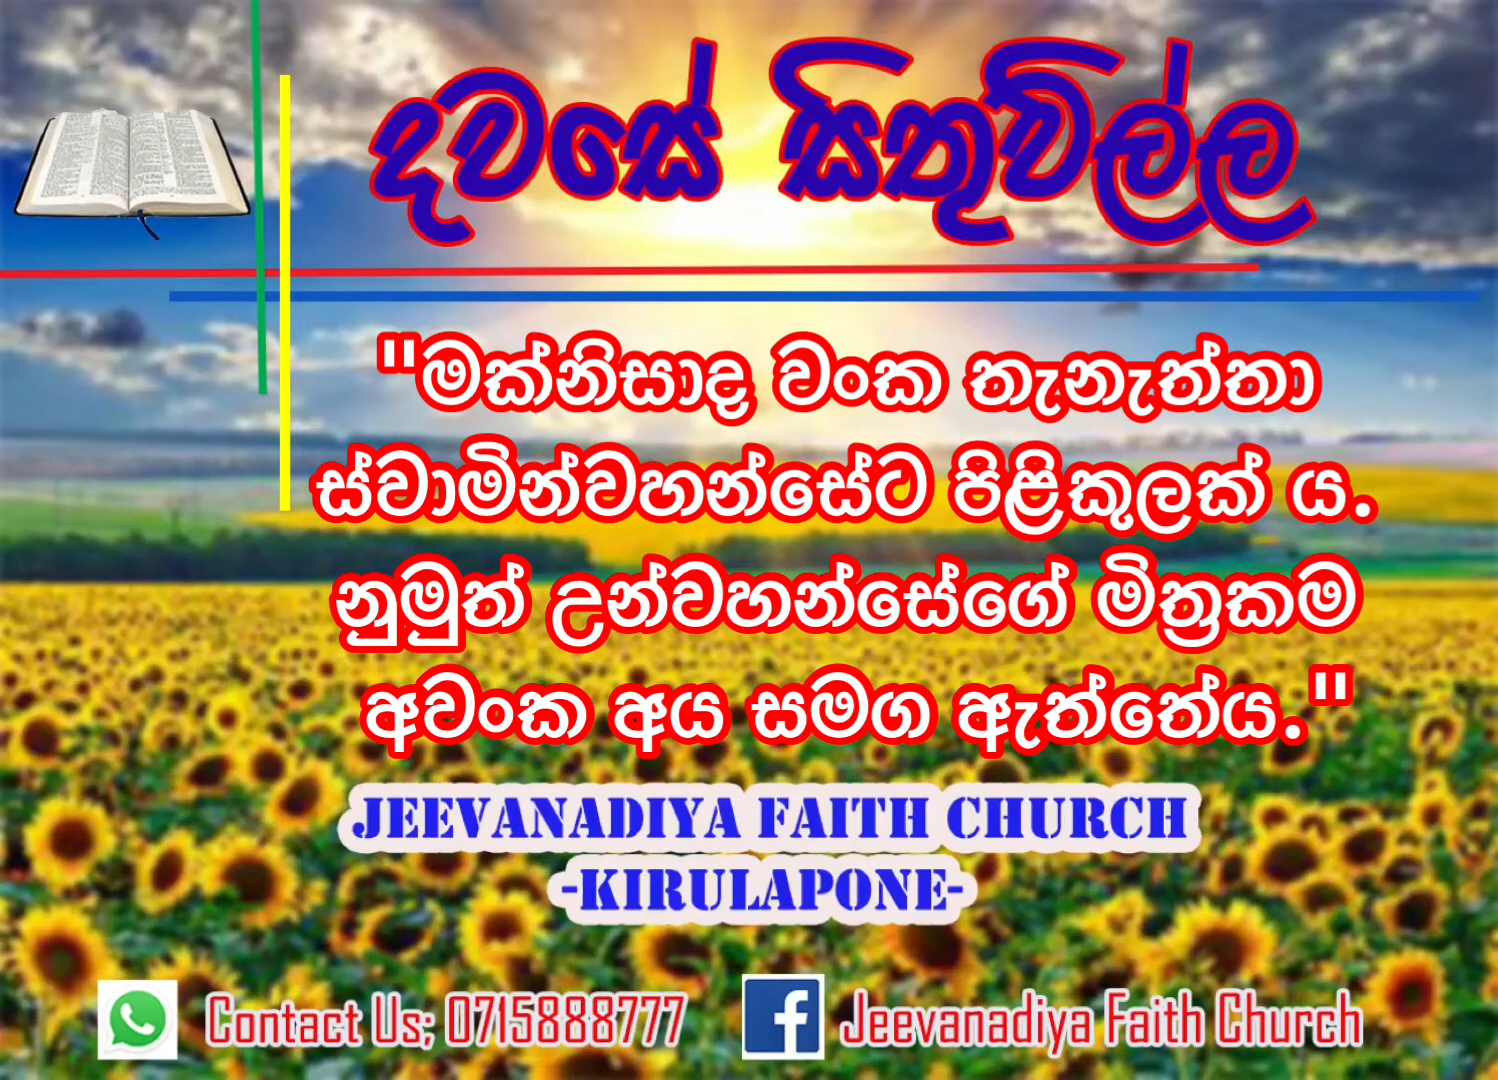 දවසේ සිතුවිල්ල
"මක්නිසාද වංක තැනැත්තා
ස්වාමින්වහන්සේට පිළිකුලක් ය.
නුමුත් උන්වහන්සේගේ මිත්‍රකම
අවංක අය සමග ඇත්තේය."
JEEVANADIYA FAITH CHURCH
-KIRULAPONE-
Contact Us; 0715888777
Jeevanadiya Faith Church